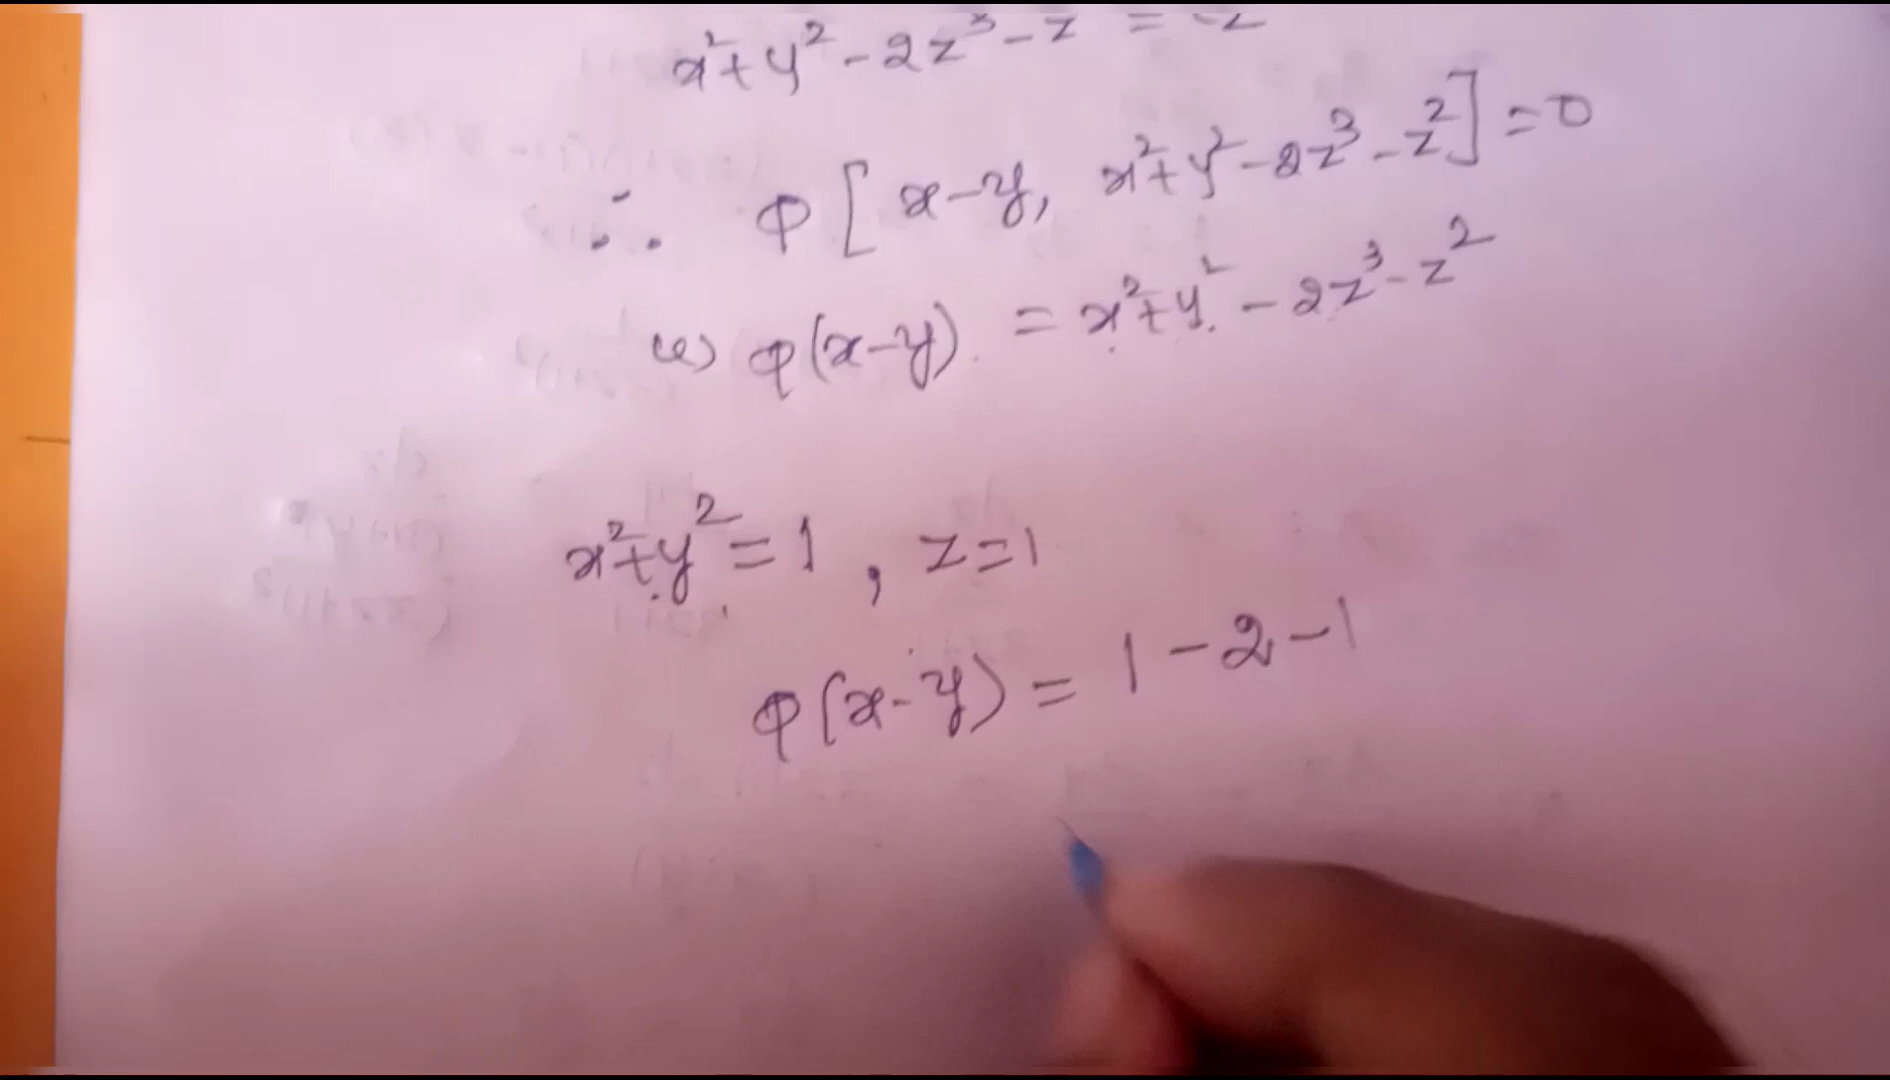 x²+y²-2z³-z =
∴ φ[x-y, x²+y²-2z³-z²]=0
(ie) φ(x-y) = x²+y²-2z³-z²
x²+y²=1, z=1
φ(x-y) = 1-2-1